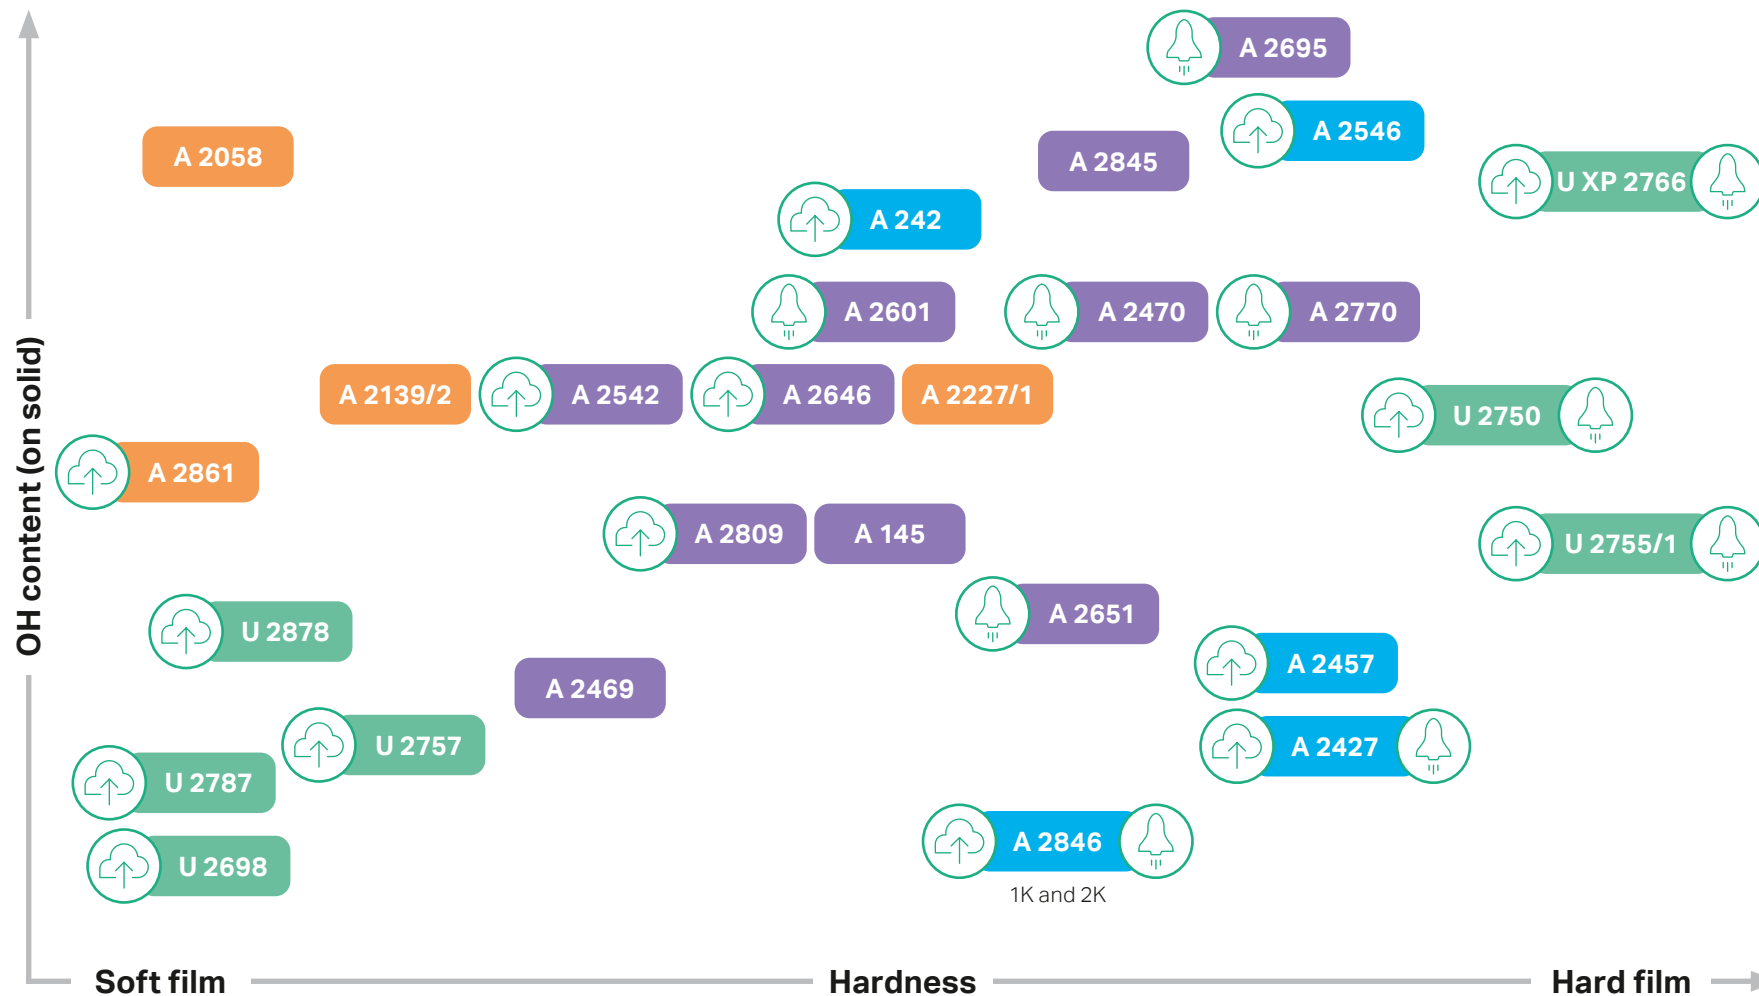 A 2695
A 2546
A 2058
A 2845
U XP 2766
A 242
A 2601
A 2470
A 2770
A 2139/2
A 2542
A 2646
A 2227/1
U 2750
OH content (on solid)
A 2861
A 2809
A 145
U 2755/1
A 2651
U 2878
A 2457
A 2469
U 2757
A 2427
U 2787
A 2846
U 2698
1K and 2K
Soft film
Hardness
Hard film